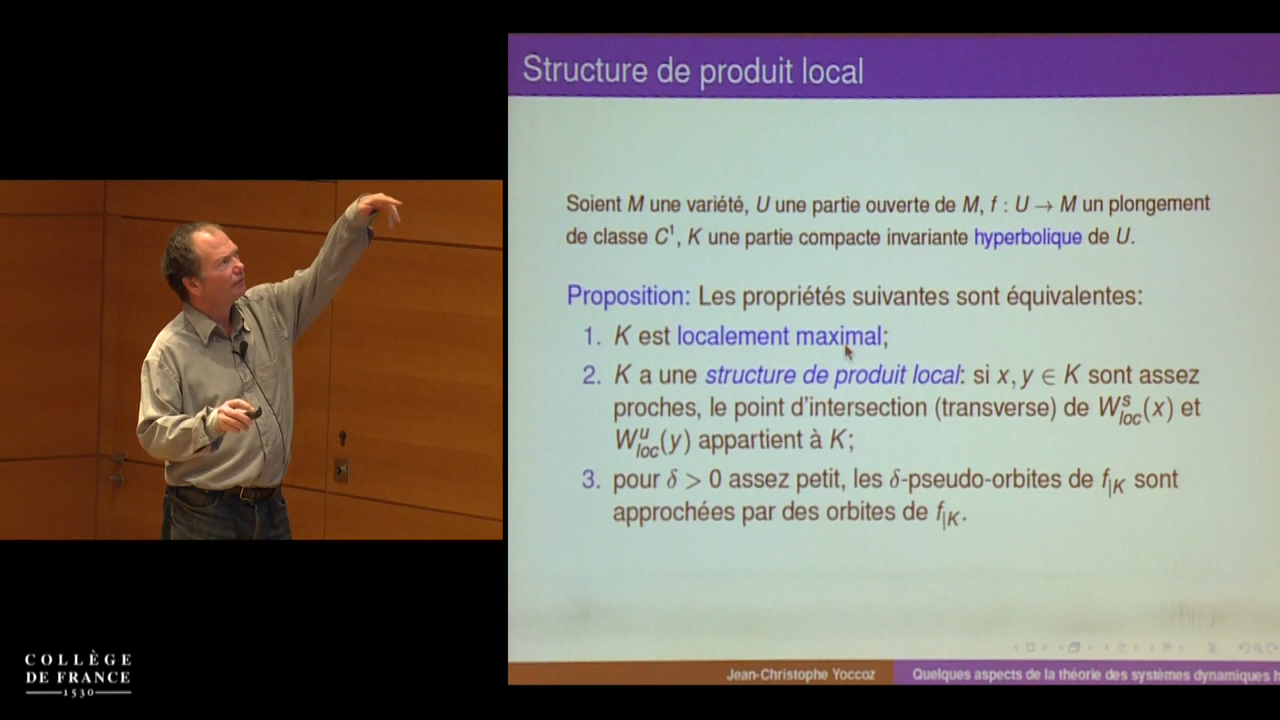 Structure de produit local
Soient M une variété, U une partie ouverte de M, f : U → M un plongement
de classe C¹, K une partie compacte invariante hyperbolique de U.
Proposition: Les propriétés suivantes sont équivalentes:
1. K est localement maximal;
2. K a une structure de produit local: si x, y ∈ K sont assez
proches, le point d'intersection (transverse) de W^s_loc(x) et
W^u_loc(y) appartient à K;
3. pour δ > 0 assez petit, les δ-pseudo-orbites de f|K sont
approchées par des orbites de f|K.
Jean-Christophe Yoccoz
Quelques aspects de la théorie des systèmes dynamiques h
COLLÈGE
DE FRANCE
1530